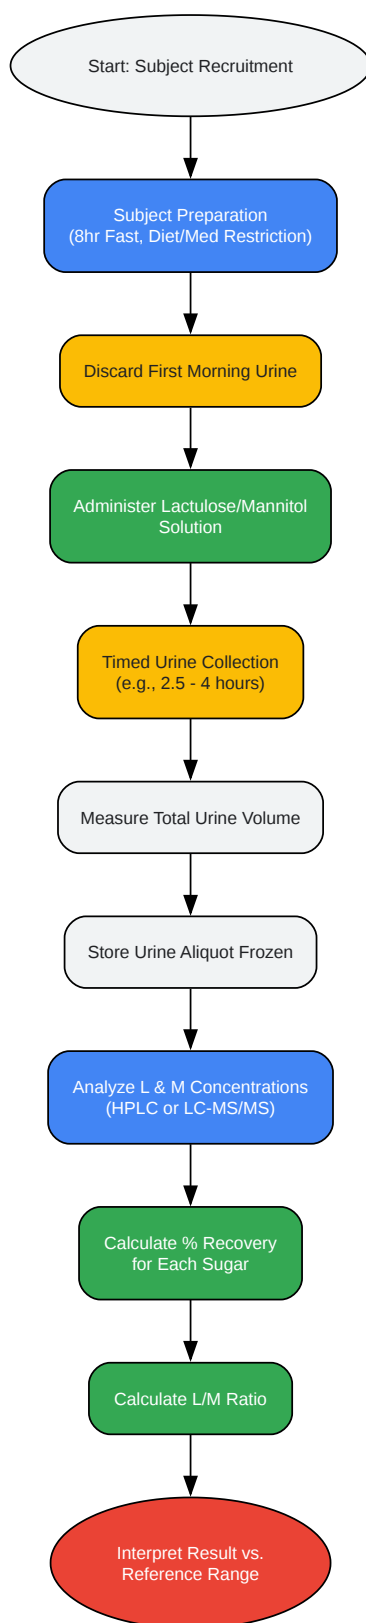 Start: Subject Recruitment
Subject Preparation
(8hr Fast, Diet/Med Restriction)
Discard First Morning Urine
Administer Lactulose/Mannitol
Solution
Timed Urine Collection
(e.g., 2.5 - 4 hours)
Measure Total Urine Volume
Store Urine Aliquot Frozen
Analyze L & M Concentrations
(HPLC or LC-MS/MS)
Calculate % Recovery
for Each Sugar
Calculate L/M Ratio
Interpret Result vs.
Reference Range